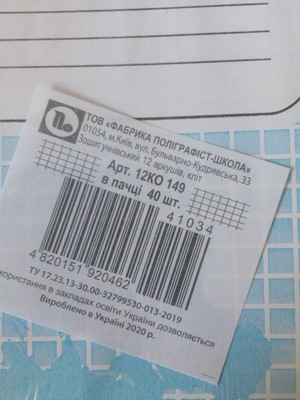 ТОВ «ФАБРИКА ПОЛІГРАФІСТ-ШКОЛА»
01054, м.Київ, вул. Бульварно-Кудрявська, 33
Зошит учнівський 12 аркушів, кліт
Арт. 12КО 149
в пачці 40 шт.
41034
4 820151 920462
ТУ 17.23.13-30.00-32799530-013-2019
використання в закладах освіти України дозволяється
Вироблено в Україні 2020 р.